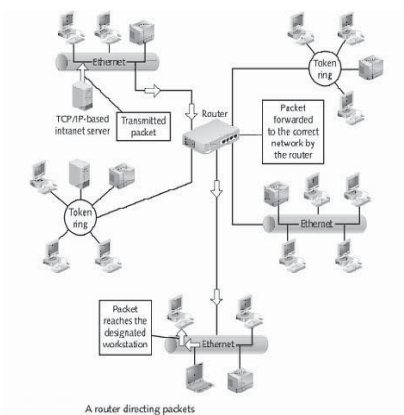 Ethernet
TCP/IP-based
intranet server
Transmitted
packet
Router
Token
ring
Packet
forwarded
to the correct
network by
the router
Token
ring
Ethernet
Packet
reaches the
designated
workstation
Ethernet
A router directing packets